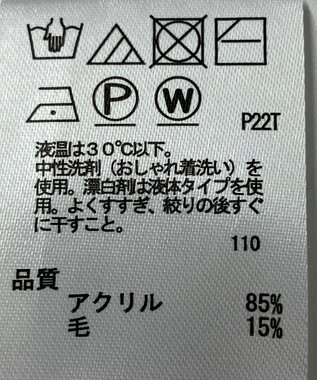 P W
P22T
液温は30℃以下。
中性洗剤(おしゃれ着洗い)を
使用。漂白剤は液体タイプを使
用。よくすすぎ、絞りの後すぐ
に干すこと。
110
品質
アクリル 85%
毛 15%